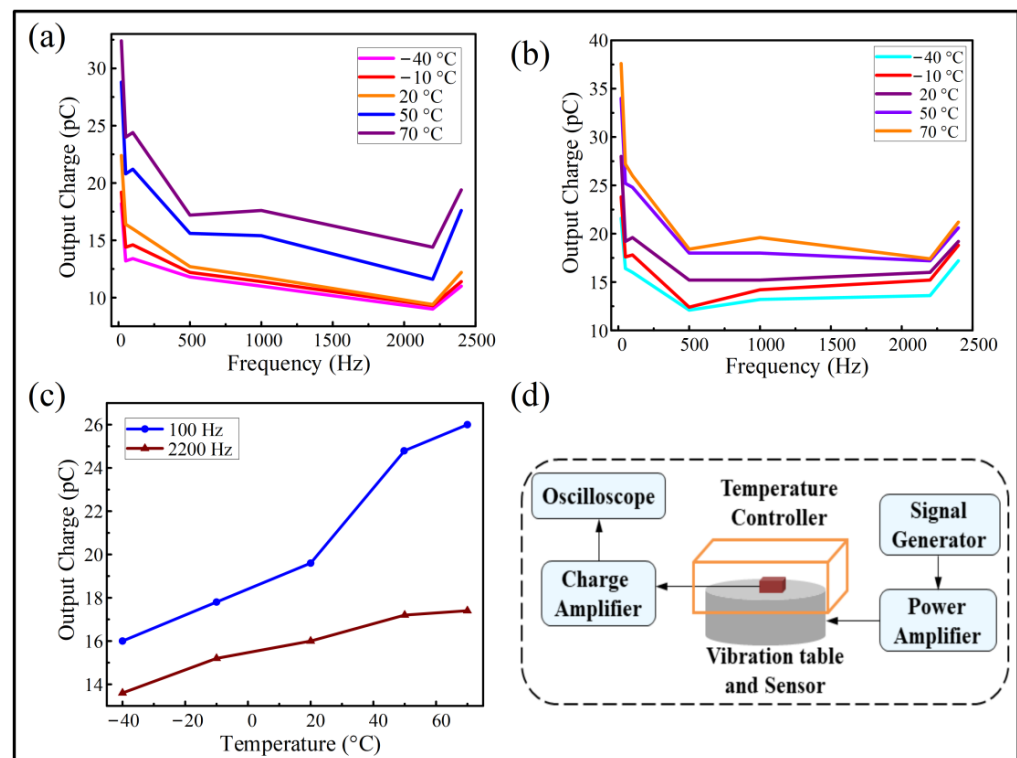 (a)
Output Charge (pC)
30
25
20
15
10
0
500
1000
1500
2000
2500
Frequency (Hz)
−40 °C
−10 °C
20 °C
50 °C
70 °C
(b)
Output Charge (pC)
40
35
30
25
20
15
10
0
500
1000
1500
2000
2500
Frequency (Hz)
−40 °C
−10 °C
20 °C
50 °C
70 °C
(c)
Output Charge (pC)
26
24
22
20
18
16
14
−40
−20
0
20
40
60
Temperature (°C)
100 Hz
2200 Hz
(d)
Oscilloscope
Temperature
Controller
Signal
Generator
Charge
Amplifier
Power
Amplifier
Vibration table
and Sensor